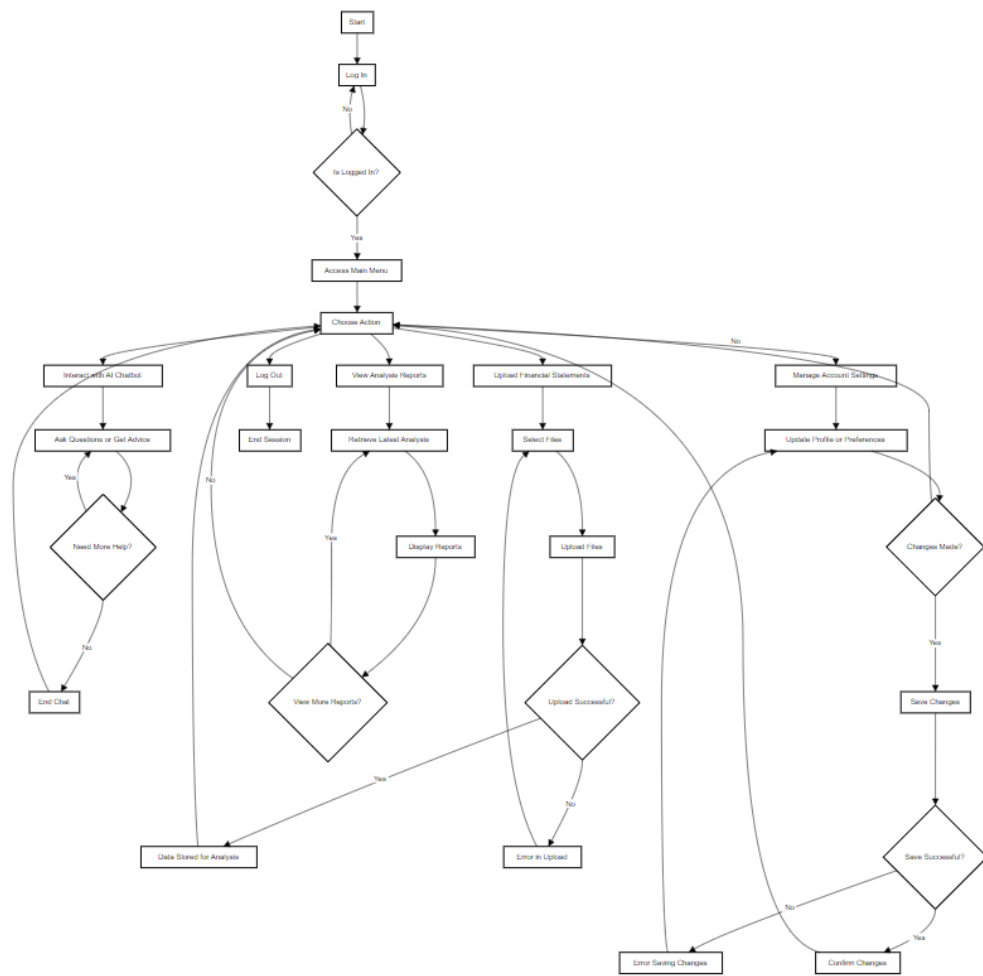 Start
Log In
No
Is Logged In?
Yes
Access Main Menu
Choose Action
No
Interact with AI Chatbot
Log Out
View Analysis Reports
Upload Financial Statements
Manage Account Settings
Ask Questions or Get Advice
End Session
Retrieve Latest Analysis
Select Files
Update Profile or Preferences
Yes
No
Need More Help?
Yes
Display Reports
Upload Files
Changes Made?
No
Yes
End Chat
View More Reports?
Upload Successful?
Save Changes
Yes
No
Data Stored for Analysis
Error in Upload
Save Successful?
No
Yes
Error Saving Changes
Confirm Changes